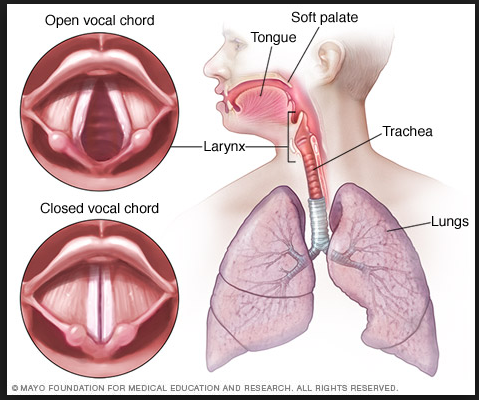 Open vocal chord
Soft palate
Tongue
Trachea
Larynx
Closed vocal chord
Lungs
© MAYO FOUNDATION FOR MEDICAL EDUCATION AND RESEARCH. ALL RIGHTS RESERVED.